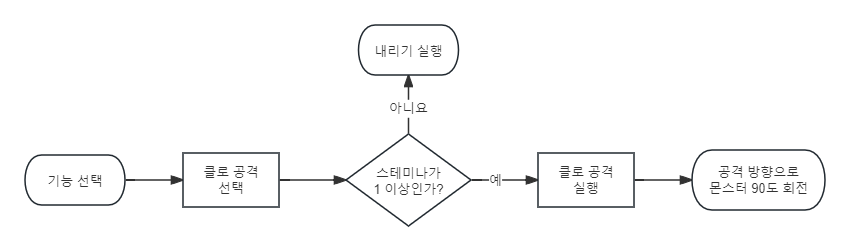 내리기 실행
아니요
기능 선택
클로 공격
선택
스테미나가
1 이상인가?
예
클로 공격
실행
공격 방향으로
몬스터 90도 회전